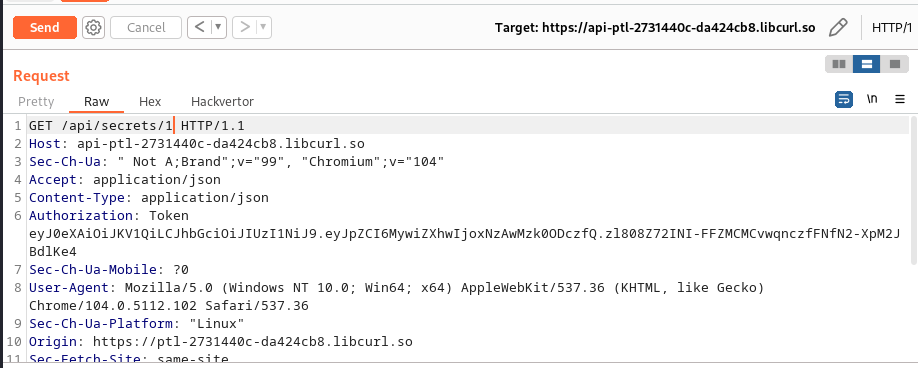 Send Cancel < > Target: https://api-ptl-2731440c-da424cb8.libcurl.so HTTP/1
Request
Pretty Raw Hex Hackvertor \n
1 GET /api/secrets/1 HTTP/1.1
2 Host: api-ptl-2731440c-da424cb8.libcurl.so
3 Sec-Ch-Ua: " Not A;Brand";v="99", "Chromium";v="104"
4 Accept: application/json
5 Content-Type: application/json
6 Authorization: Token
eyJ0eXAiOiJKV1QiLCJhbGciOiJIUzI1NiJ9.eyJpZCI6MywiZXhwIjoxNzAwMzk0ODczfQ.zl808Z72INI-FFZMCMCvwqnczfFNfN2-XpM2J
BdlKe4
7 Sec-Ch-Ua-Mobile: ?0
8 User-Agent: Mozilla/5.0 (Windows NT 10.0; Win64; x64) AppleWebKit/537.36 (KHTML, like Gecko)
Chrome/104.0.5112.102 Safari/537.36
9 Sec-Ch-Ua-Platform: "Linux"
10 Origin: https://ptl-2731440c-da424cb8.libcurl.so
11 Sec-Fetch-Site: same-site